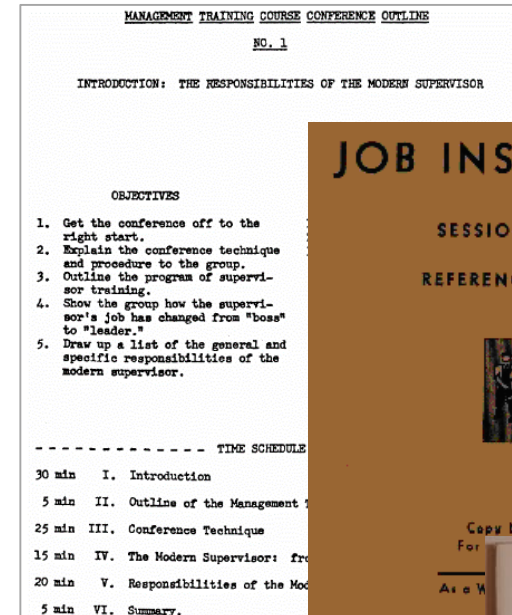 MANAGEMENT TRAINING COURSE CONFERENCE OUTLINE
NO. 1
INTRODUCTION: THE RESPONSIBILITIES OF THE MODERN SUPERVISOR
OBJECTIVES
1. Get the conference off to the
right start.
2. Explain the conference technique
and procedure to the group.
3. Outline the program of supervi-
sor training.
4. Show the group how the supervi-
sor's job has changed from "boss"
to "leader."
5. Draw up a list of the general and
specific responsibilities of the
modern supervisor.
- - - - - - - - - - - - - - TIME SCHEDULE
30 min I. Introduction
5 min II. Outline of the Management
25 min III. Conference Technique
15 min IV. The Modern Supervisor:
20 min V. Responsibilities of the
5 min VI. Summary.
JOB INS
SESSIO
REFEREN
Copy
For
As a W